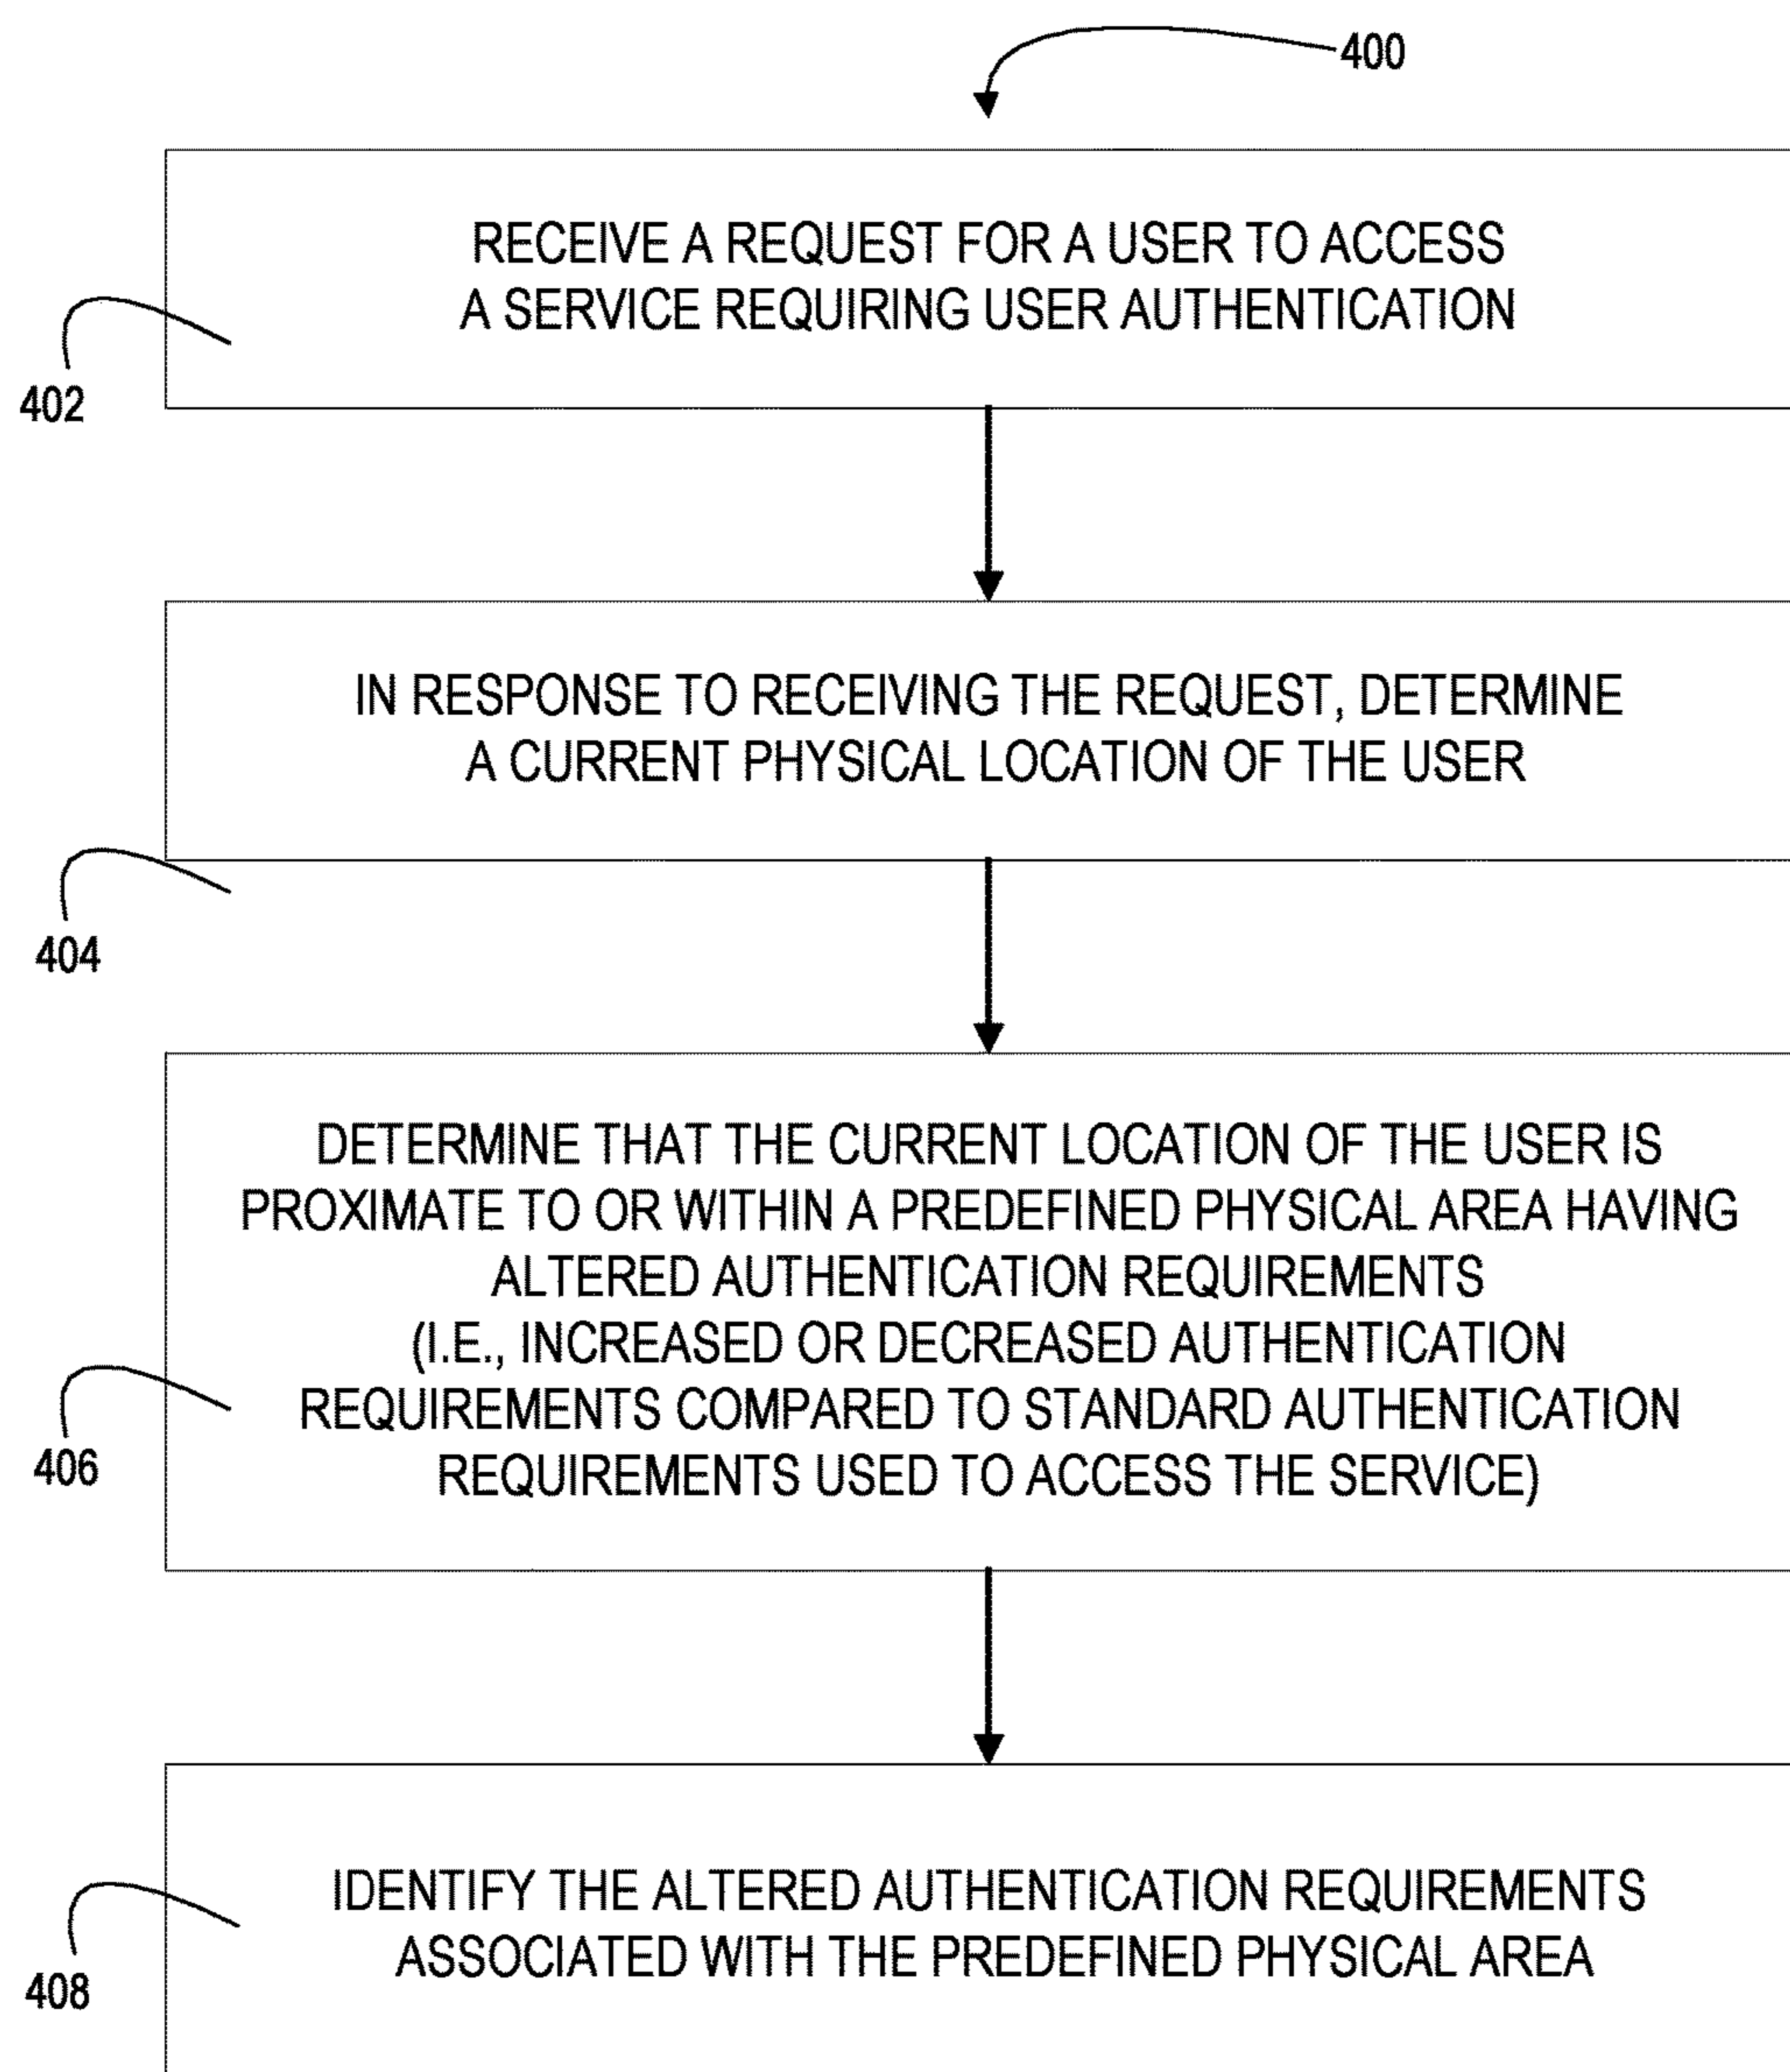 400
RECEIVE A REQUEST FOR A USER TO ACCESS
A SERVICE REQUIRING USER AUTHENTICATION
402
IN RESPONSE TO RECEIVING THE REQUEST, DETERMINE
A CURRENT PHYSICAL LOCATION OF THE USER
404
DETERMINE THAT THE CURRENT LOCATION OF THE USER IS
PROXIMATE TO OR WITHIN A PREDEFINED PHYSICAL AREA HAVING
ALTERED AUTHENTICATION REQUIREMENTS
(I.E., INCREASED OR DECREASED AUTHENTICATION
REQUIREMENTS COMPARED TO STANDARD AUTHENTICATION
REQUIREMENTS USED TO ACCESS THE SERVICE)
406
IDENTIFY THE ALTERED AUTHENTICATION REQUIREMENTS
ASSOCIATED WITH THE PREDEFINED PHYSICAL AREA
408